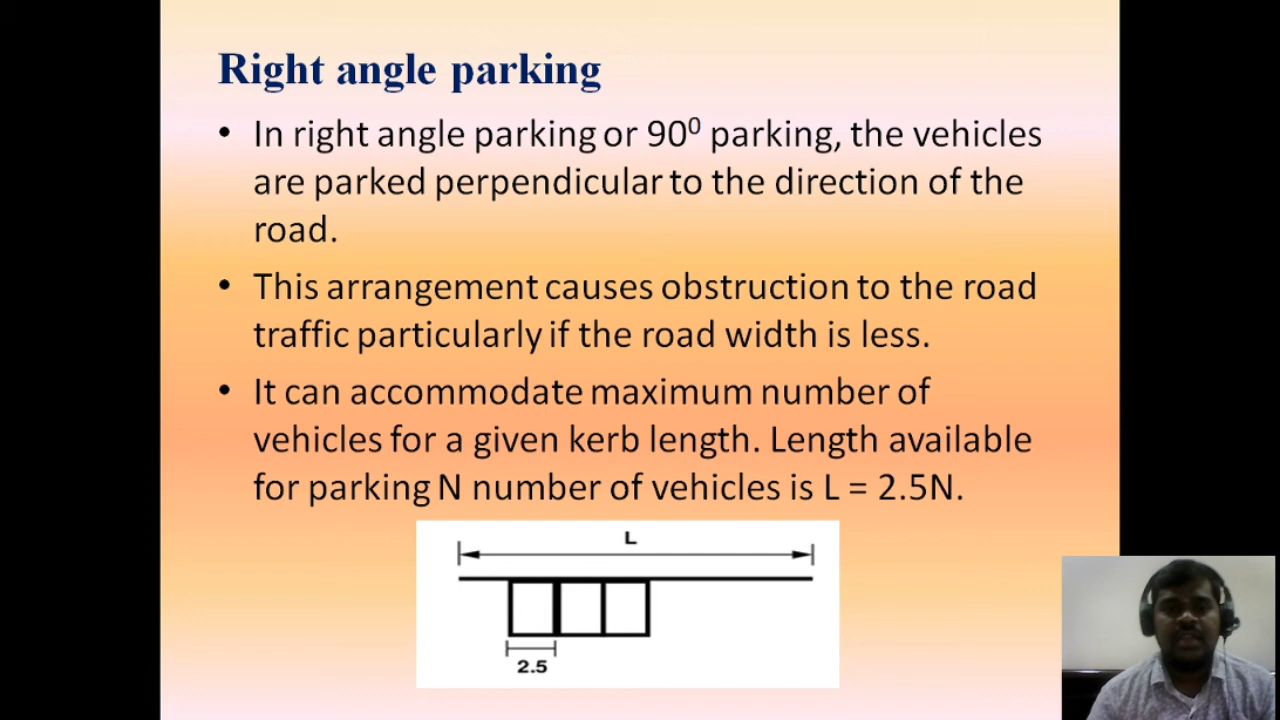 Right angle parking
• In right angle parking or 90⁰ parking, the vehicles
are parked perpendicular to the direction of the
road.
• This arrangement causes obstruction to the road
traffic particularly if the road width is less.
• It can accommodate maximum number of
vehicles for a given kerb length. Length available
for parking N number of vehicles is L = 2.5N.
L
2.5